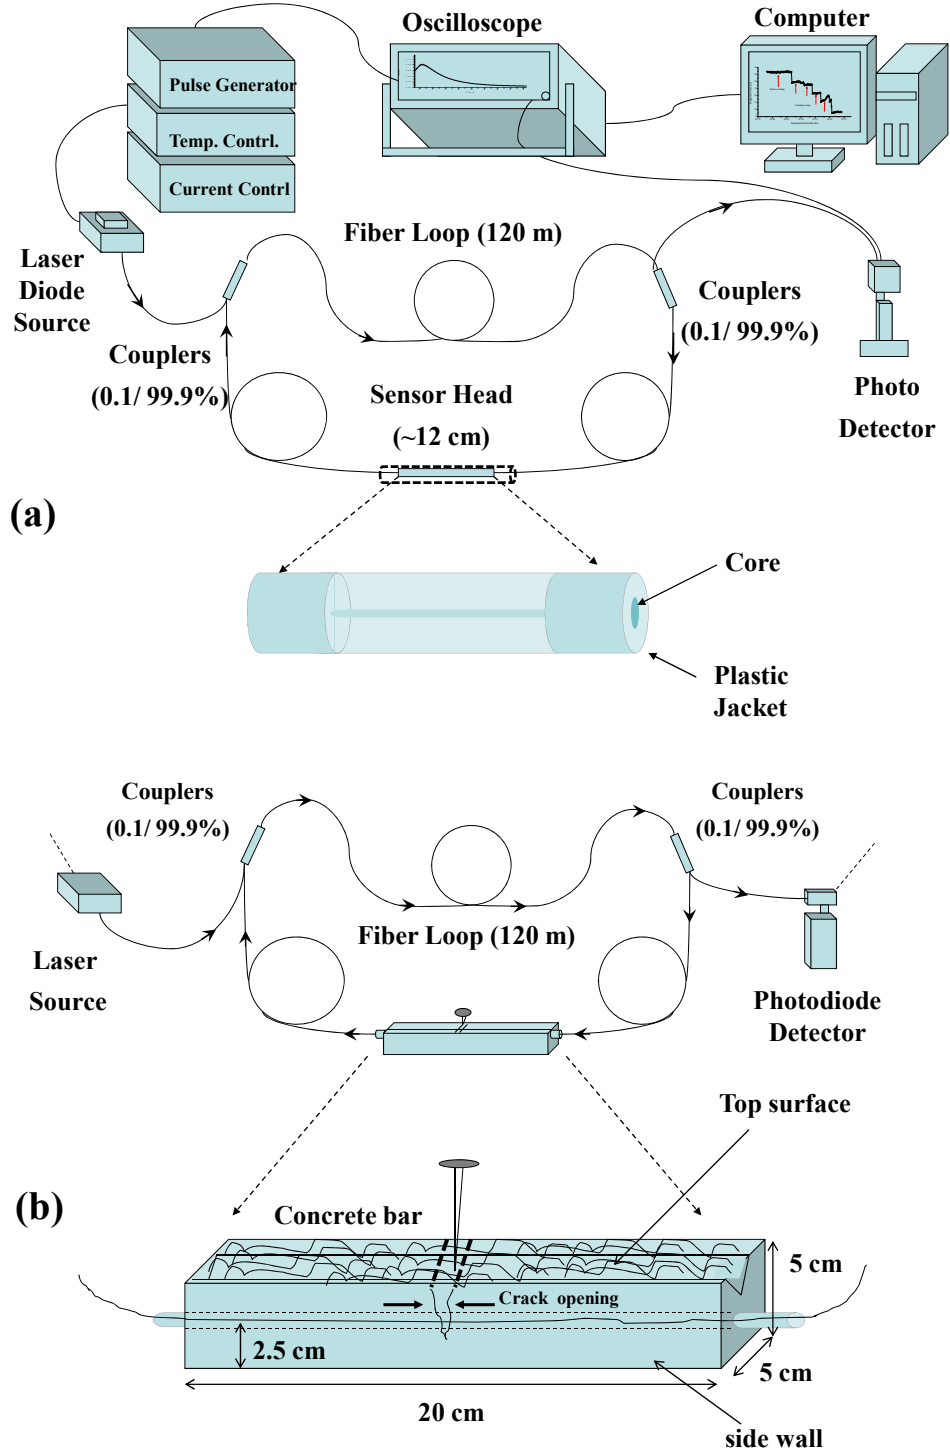 Oscilloscope
Computer
Pulse Generator
Temp. Contrl.
Current Contrl
Fiber Loop (120 m)
Laser
Diode
Source
Couplers
(0.1/ 99.9%)
Couplers
(0.1/ 99.9%)
Sensor Head
(~12 cm)
Photo
Detector
(a)
Core
Plastic
Jacket
Couplers
(0.1/ 99.9%)
Couplers
(0.1/ 99.9%)
Fiber Loop (120 m)
Laser
Source
Photodiode
Detector
Top surface
(b)
Concrete bar
5 cm
Crack opening
2.5 cm
5 cm
20 cm
side wall